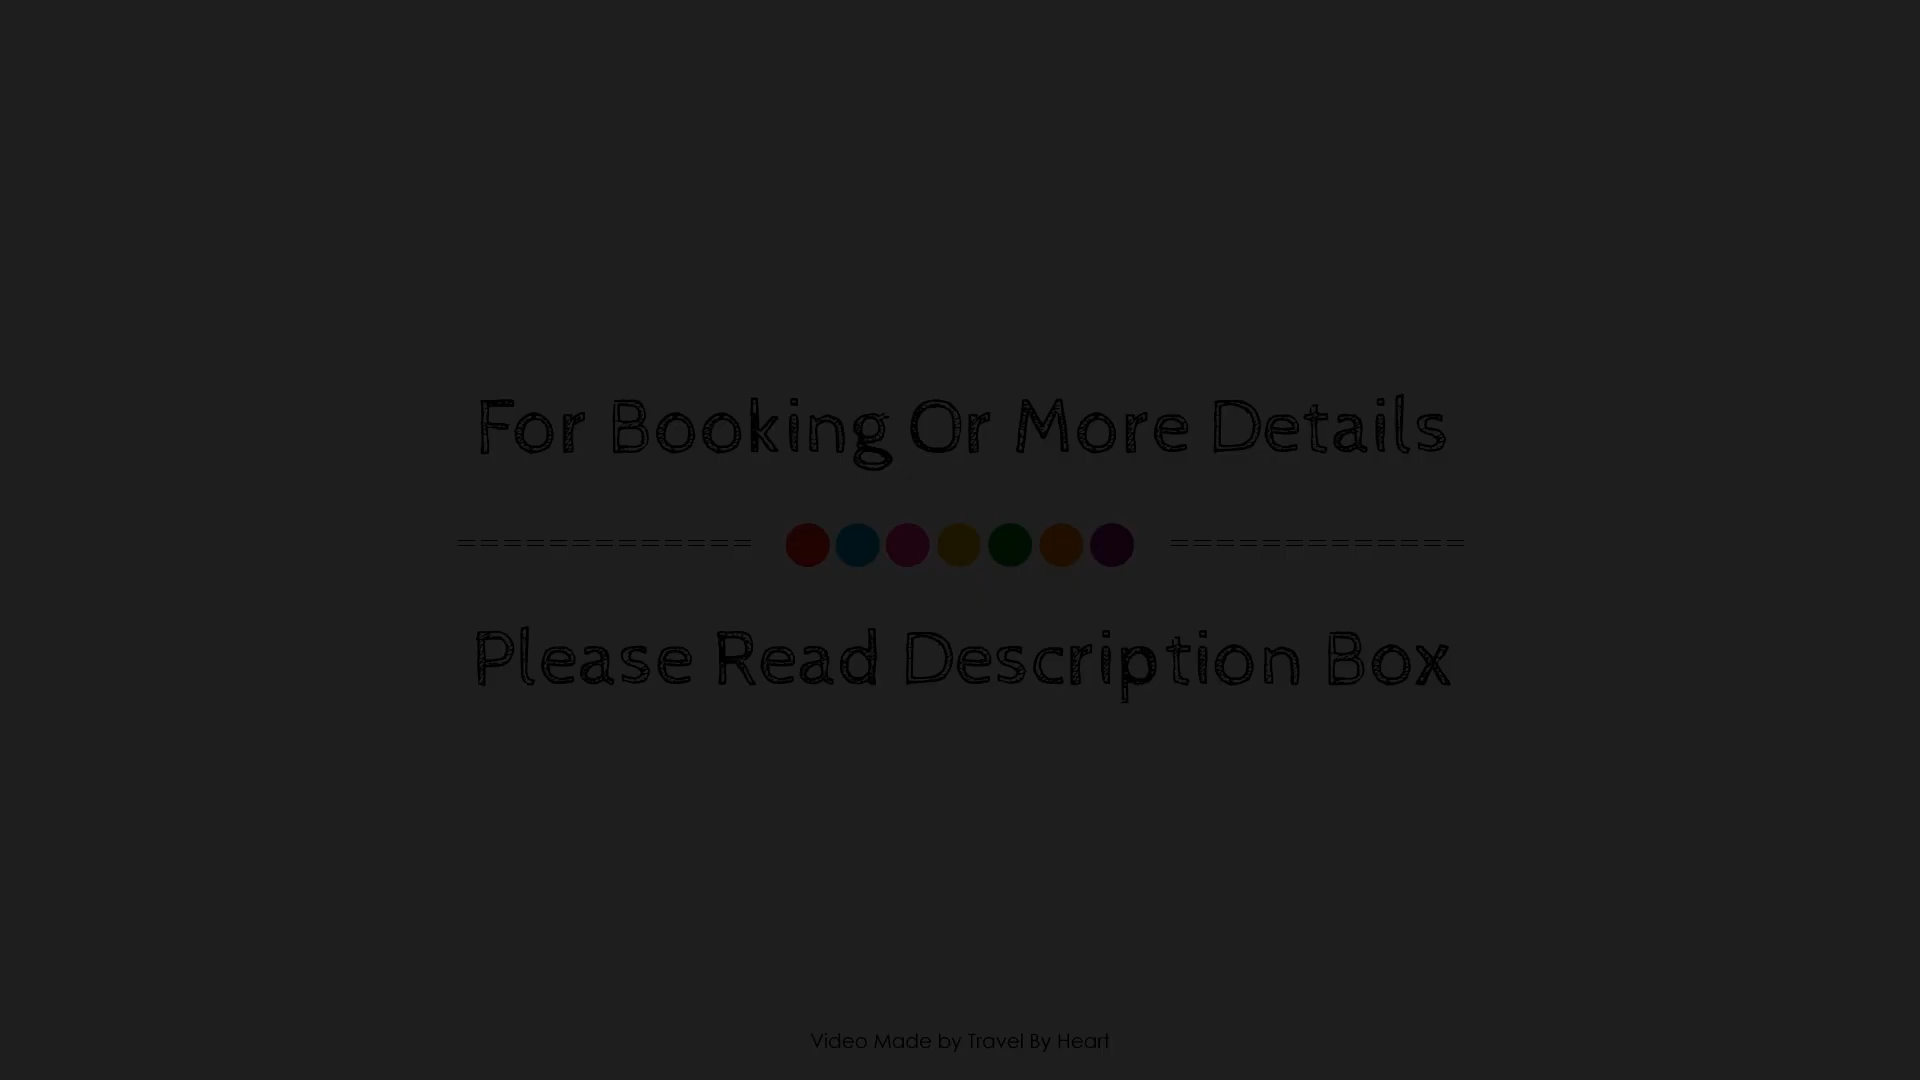 For Booking Or More Details
============= =============
Please Read Description Box
Video Made by Travel By Heart